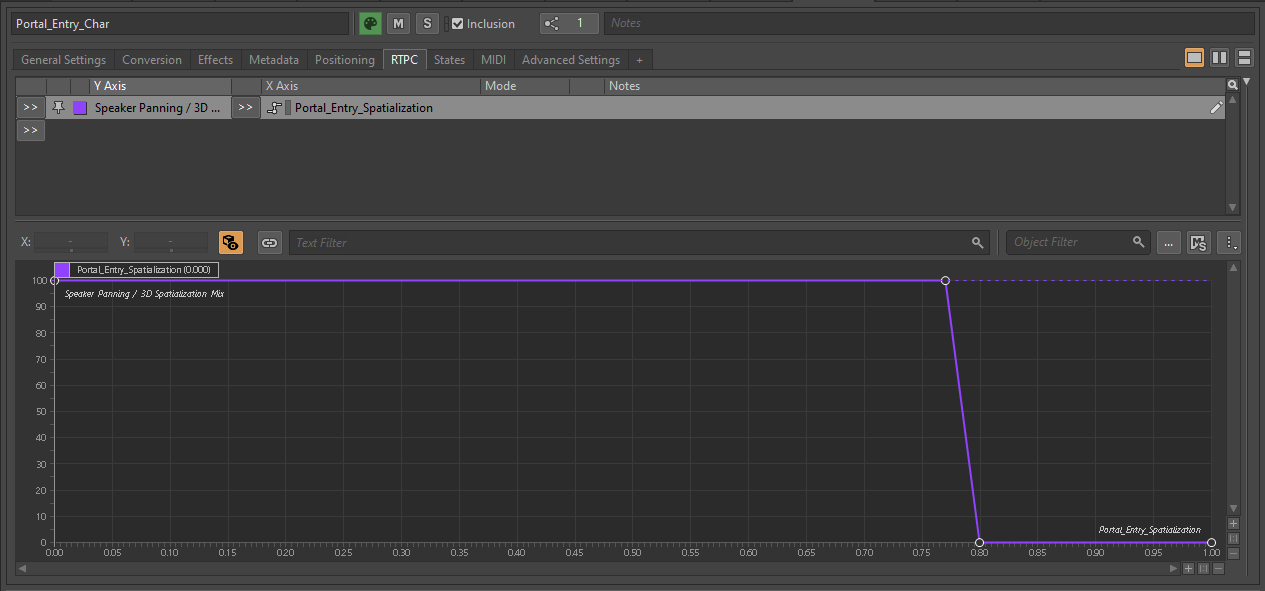 Portal_Entry_Char M S Inclusion 1 Notes
General Settings Conversion Effects Metadata Positioning RTPC States MIDI Advanced Settings +
Y Axis X Axis Mode Notes
>> Speaker Panning / 3D ... >> Portal_Entry_Spatialization
>>
X: - Y: - Text Filter Object Filter ... MS
Portal_Entry_Spatialization (0.000)
100
Speaker Panning / 3D Spatialization Mix
90
80
70
60
50
40
30
20
10
Portal_Entry_Spatialization
0
0.00 0.05 0.10 0.15 0.20 0.25 0.30 0.35 0.40 0.45 0.50 0.55 0.60 0.65 0.70 0.75 0.80 0.85 0.90 0.95 1.00